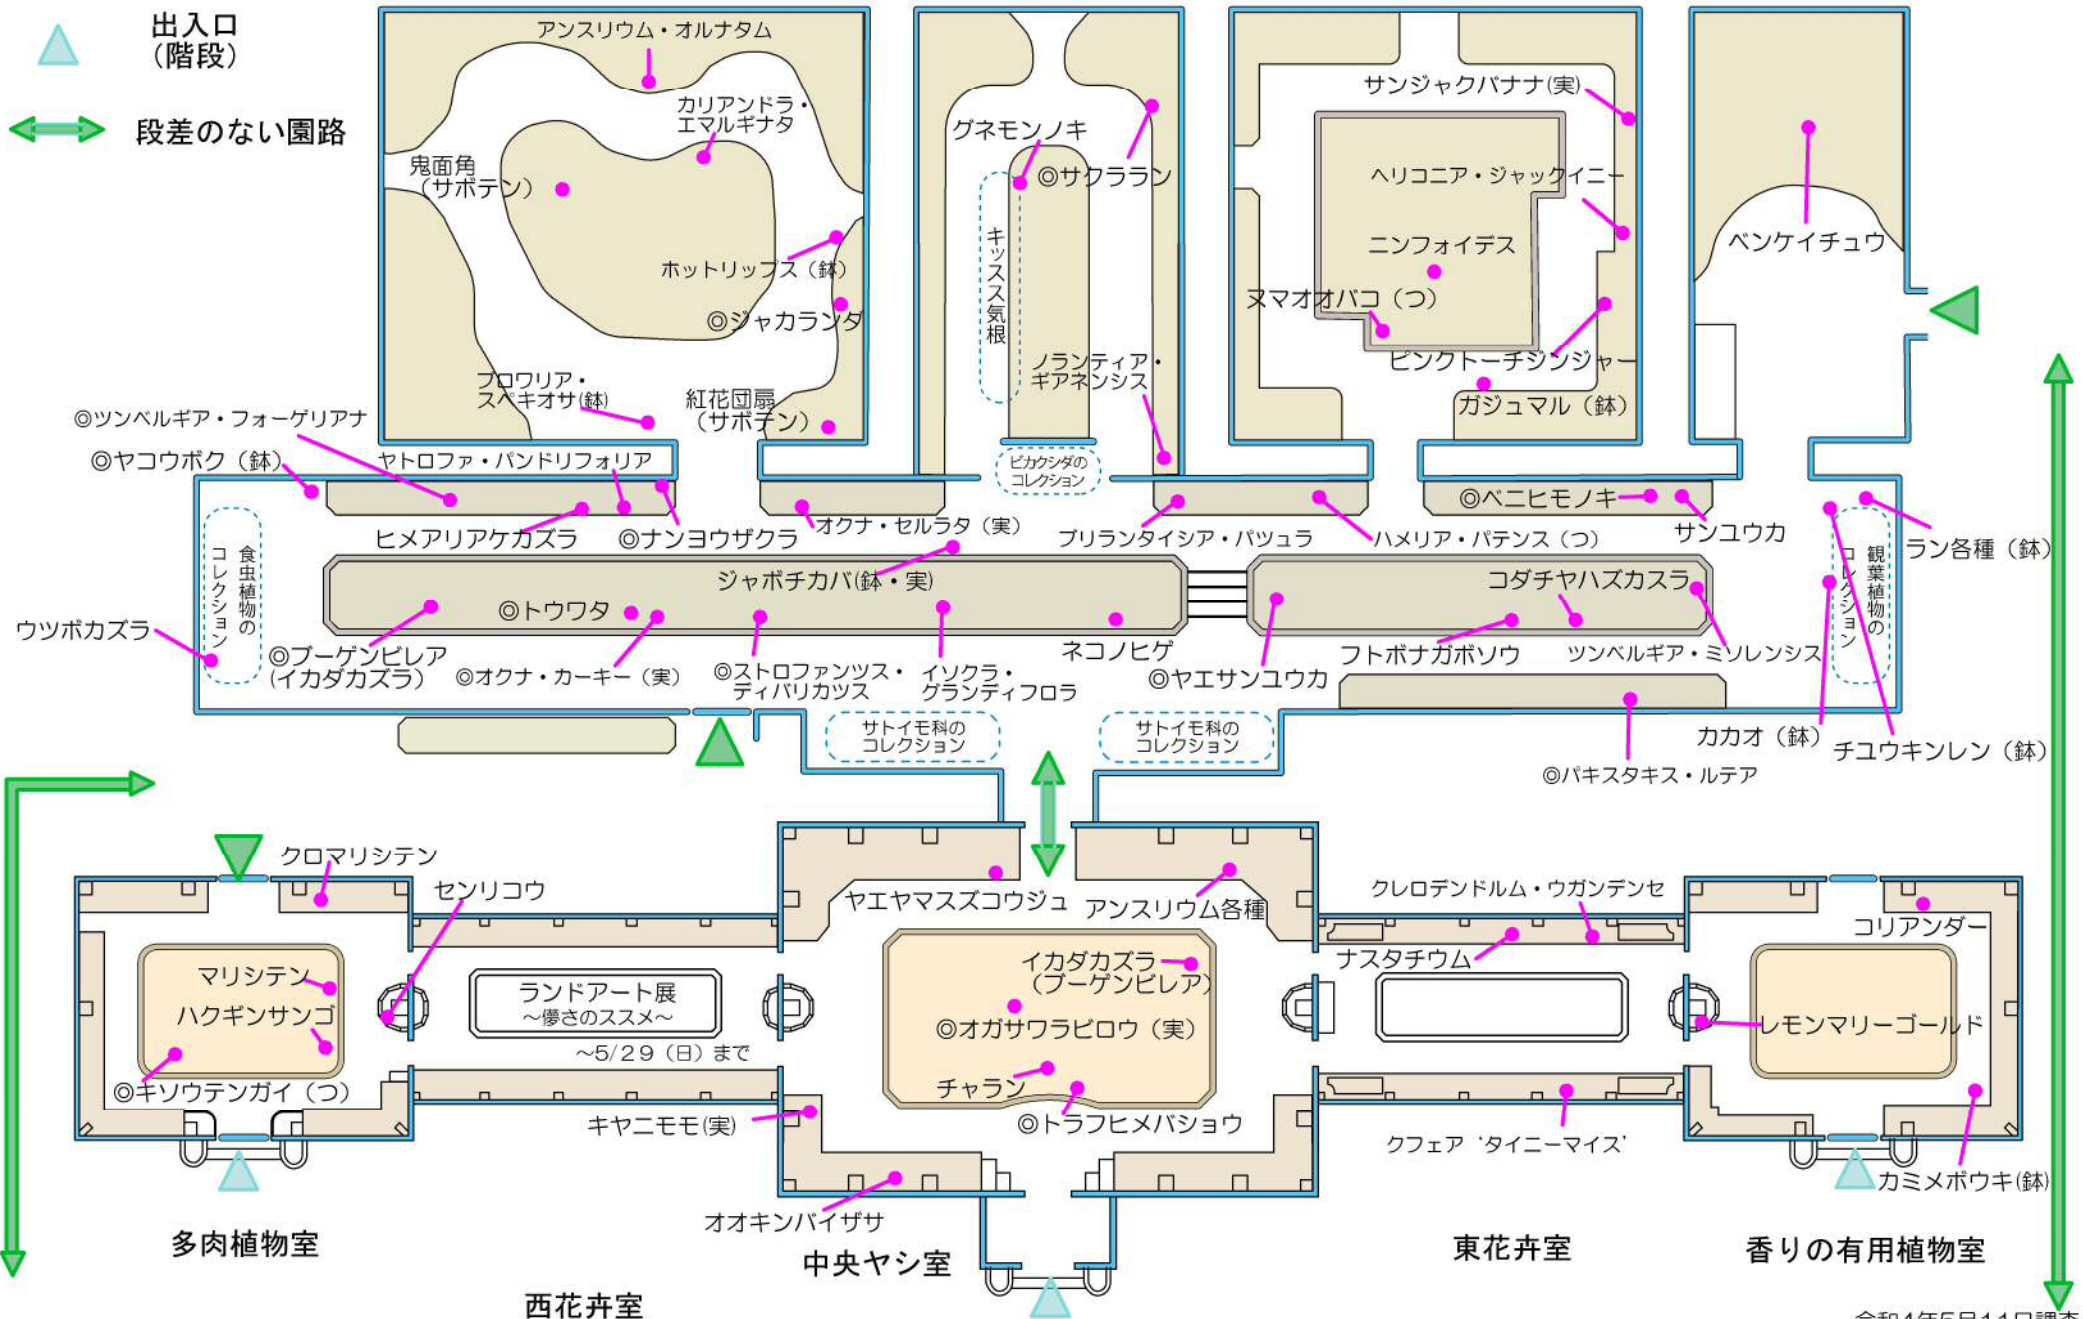 出入口
（階段）
段差のない園路
アンスリウム・オルナタム
カリアンドラ・
エマルギナタ
鬼面角
（サボテン）
ホットリップス（鉢）
◎ジャカランダ
ブロワリア・
スペキオサ(鉢)
紅花団扇
（サボテン）
グネモンノキ
◎サクララン
キッスス気根
ノランティア・
ギアネンシス
ビカクシダの
コレクション
サンジャクバナナ(実)
ヘリコニア・ジャックイニー
ニンフォイデス
ヌマオオバコ（つ）
ピンクトーチジンジャー
ガジュマル（鉢）
ベンケイチュウ
◎ツンベルギア・フォーゲリアナ
◎ヤコウボク（鉢）
ヤトロファ・パンドリフォリア
ヒメアリアケカズラ
◎ナンヨウザクラ
オクナ・セルラタ（実）
ブリランタイシア・パツュラ
ハメリア・パテンス（つ）
◎ベニヒモノキ
サンユウカ
ラン各種（鉢）
食虫植物の
コレクション
ウツボカズラ
ジャボチカバ(鉢・実)
◎トウワタ
◎ブーゲンビレア
(イカダカズラ）
◎オクナ・カーキー（実）
◎ストロファンツス・
ディバリカツス
イソクラ・
グランディフロラ
ネコノヒゲ
◎ヤエサンユウカ
コダチヤハズカスラ
フトボナガボソウ
ツンベルギア・ミソレンシス
観葉植物の
コレクション
カカオ（鉢）
チユウキンレン（鉢）
◎パキスタキス・ルテア
サトイモ科の
コレクション
サトイモ科の
コレクション
クロマリシテン
センリコウ
マリシテン
ハクギンサンゴ
◎キソウテンガイ（つ）
ランドアート展
～儚さのススメ～
～5/29（日）まで
ヤエヤマスズコウジュ
アンスリウム各種
イカダカズラ
（ブーゲンビレア）
◎オガサワラビロウ（実）
チャラン
◎トラフヒメバショウ
キヤニモモ(実)
オオキンバイザサ
クレロデンドルム・ウガンデンセ
ナスタチウム
クフェア‘タイニーマイス’
コリアンダー
レモンマリーゴールド
カミメボウキ(鉢)
多肉植物室
西花卉室
中央ヤシ室
東花卉室
香りの有用植物室
令和4年5月11日調査